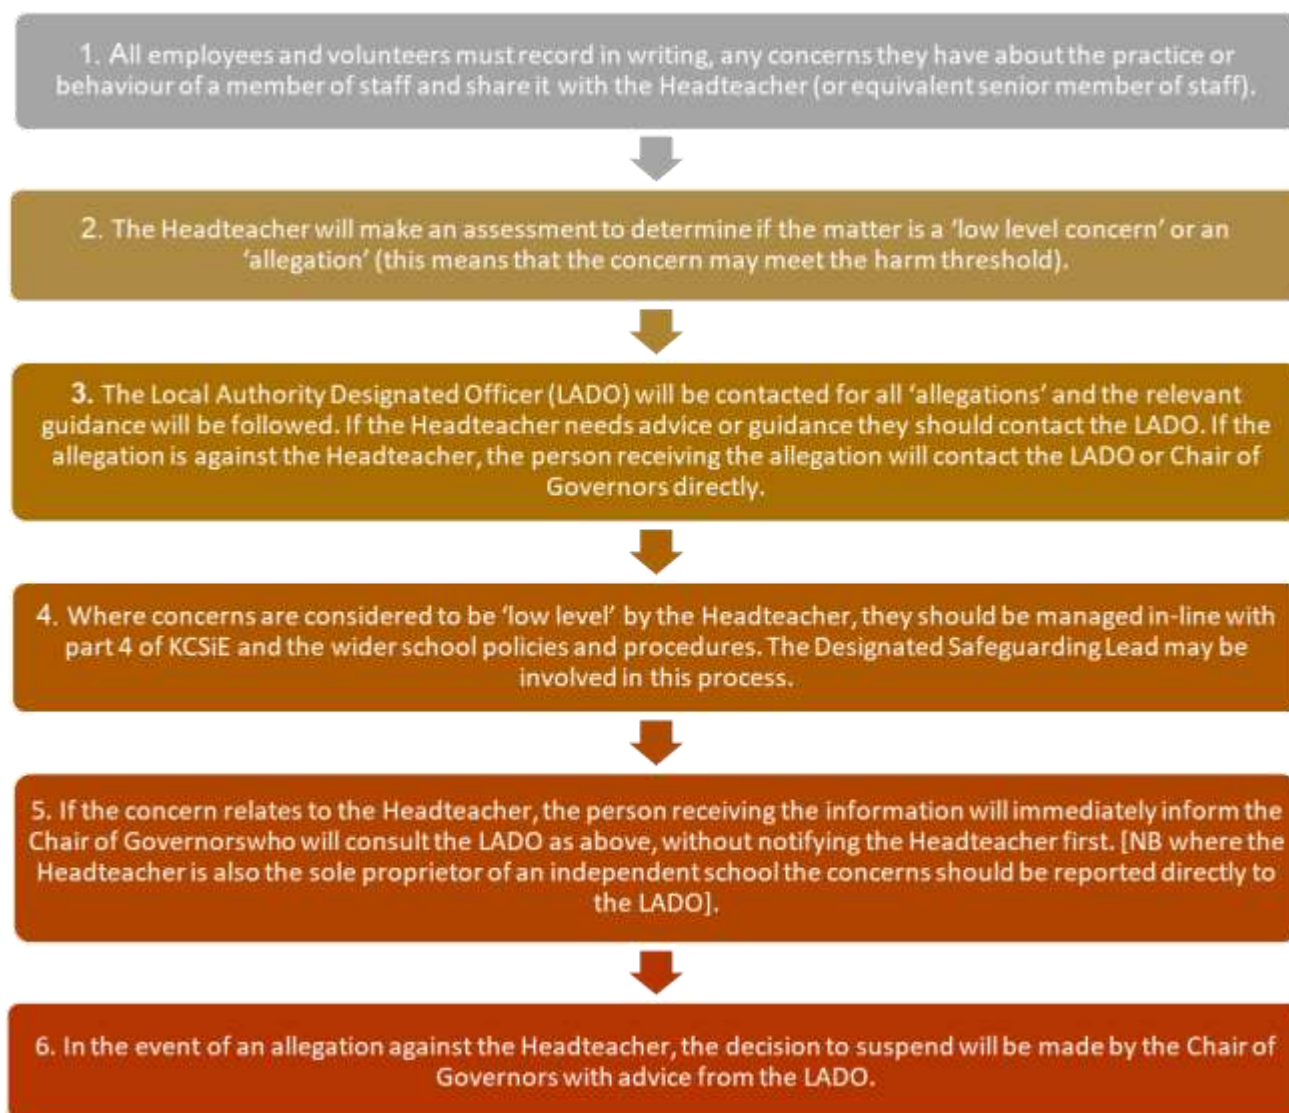 1. All employees and volunteers must record in writing, any concerns they have about the practice or
behaviour of a member of staff and share it with the Headteacher (or equivalent senior member of staff).
2. The Headteacher will make an assessment to determine if the matter is a ‘low level concern’ or an
‘allegation’ (this means that the concern may meet the harm threshold).
3. The Local Authority Designated Officer (LADO) will be contacted for all ‘allegations’ and the relevant
guidance will be followed. If the Headteacher needs advice or guidance they should contact the LADO. If the
allegation is against the Headteacher, the person receiving the allegation will contact the LADO or Chair of
Governors directly.
4. Where concerns are considered to be ‘low level’ by the Headteacher, they should be managed in-line with
part 4 of KCSiE and the wider school policies and procedures. The Designated Safeguarding Lead may be
involved in this process.
5. If the concern relates to the Headteacher, the person receiving the information will immediately inform the
Chair of Governorswho will consult the LADO as above, without notifying the Headteacher first. [NB where the
Headteacher is also the sole proprietor of an independent school the concerns should be reported directly to
the LADO].
6. In the event of an allegation against the Headteacher, the decision to suspend will be made by the Chair of
Governors with advice from the LADO.